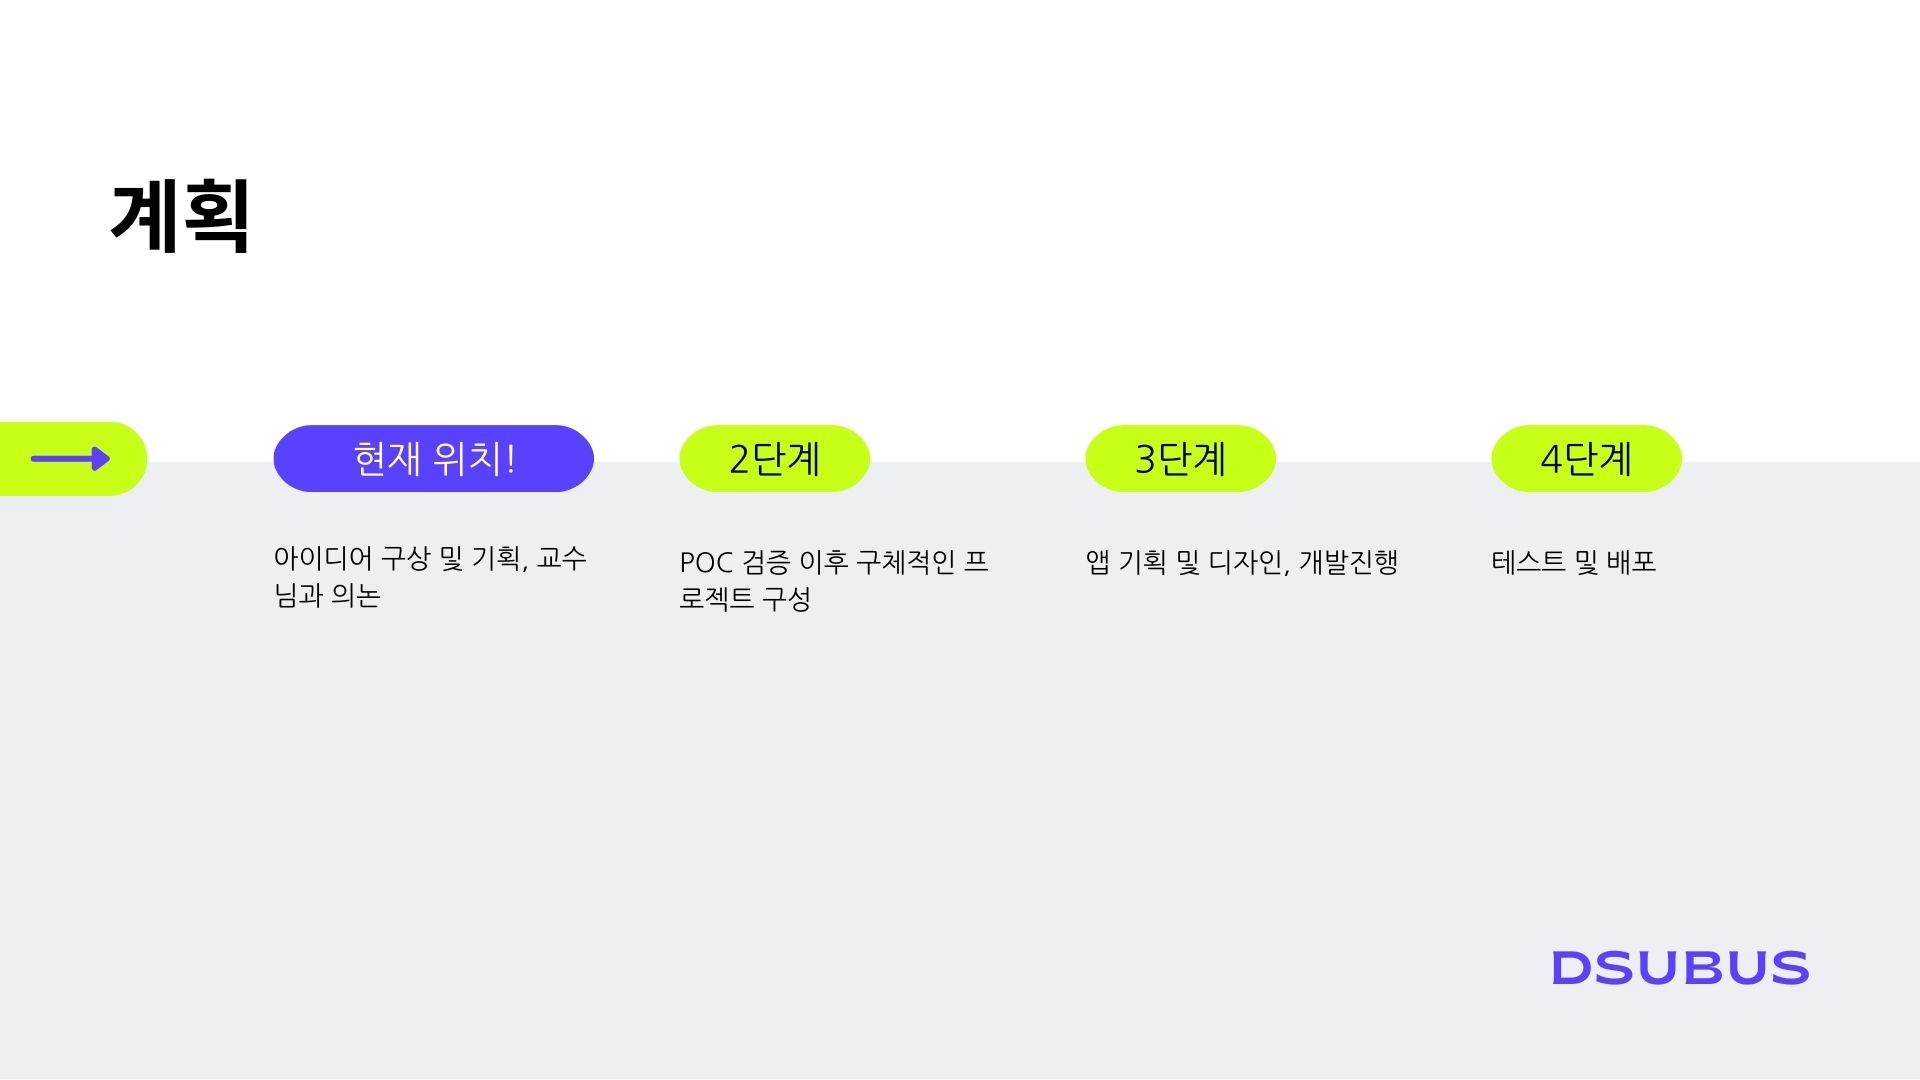 계획
현재 위치!
2단계
3단계
4단계
아이디어 구상 및 기획, 교수
님과 의논
POC 검증 이후 구체적인 프
로젝트 구성
앱 기획 및 디자인, 개발진행
테스트 및 배포
DSUBUS